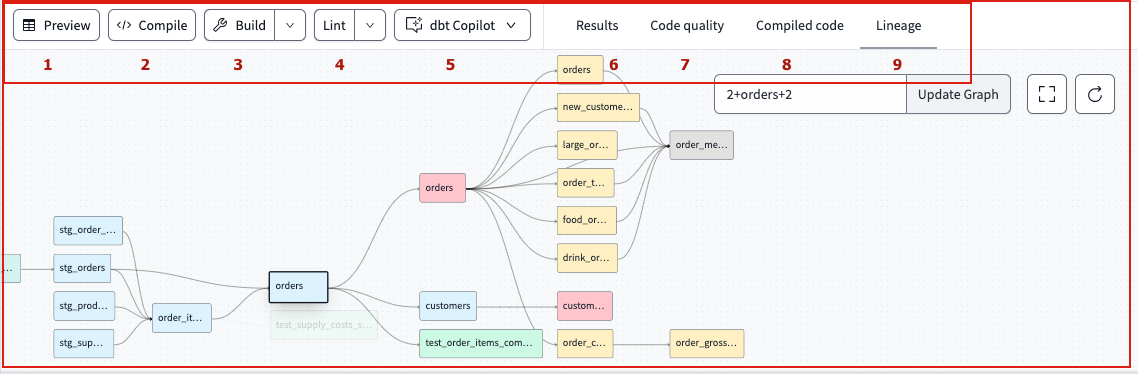 Preview
Compile
Build
Lint
dbt Copilot
Results
Code quality
Compiled code
Lineage
1
2
3
4
5
6
7
8
9
2+orders+2
Update Graph
orders
new_custome...
large_or...
order_me...
order_t...
orders
food_or...
stg_order_...
drink_or...
...
stg_orders
orders
stg_prod...
customers
custom...
order_it...
test_supply_costs_s...
stg_sup...
test_order_items_com...
order_c...
order_gross...